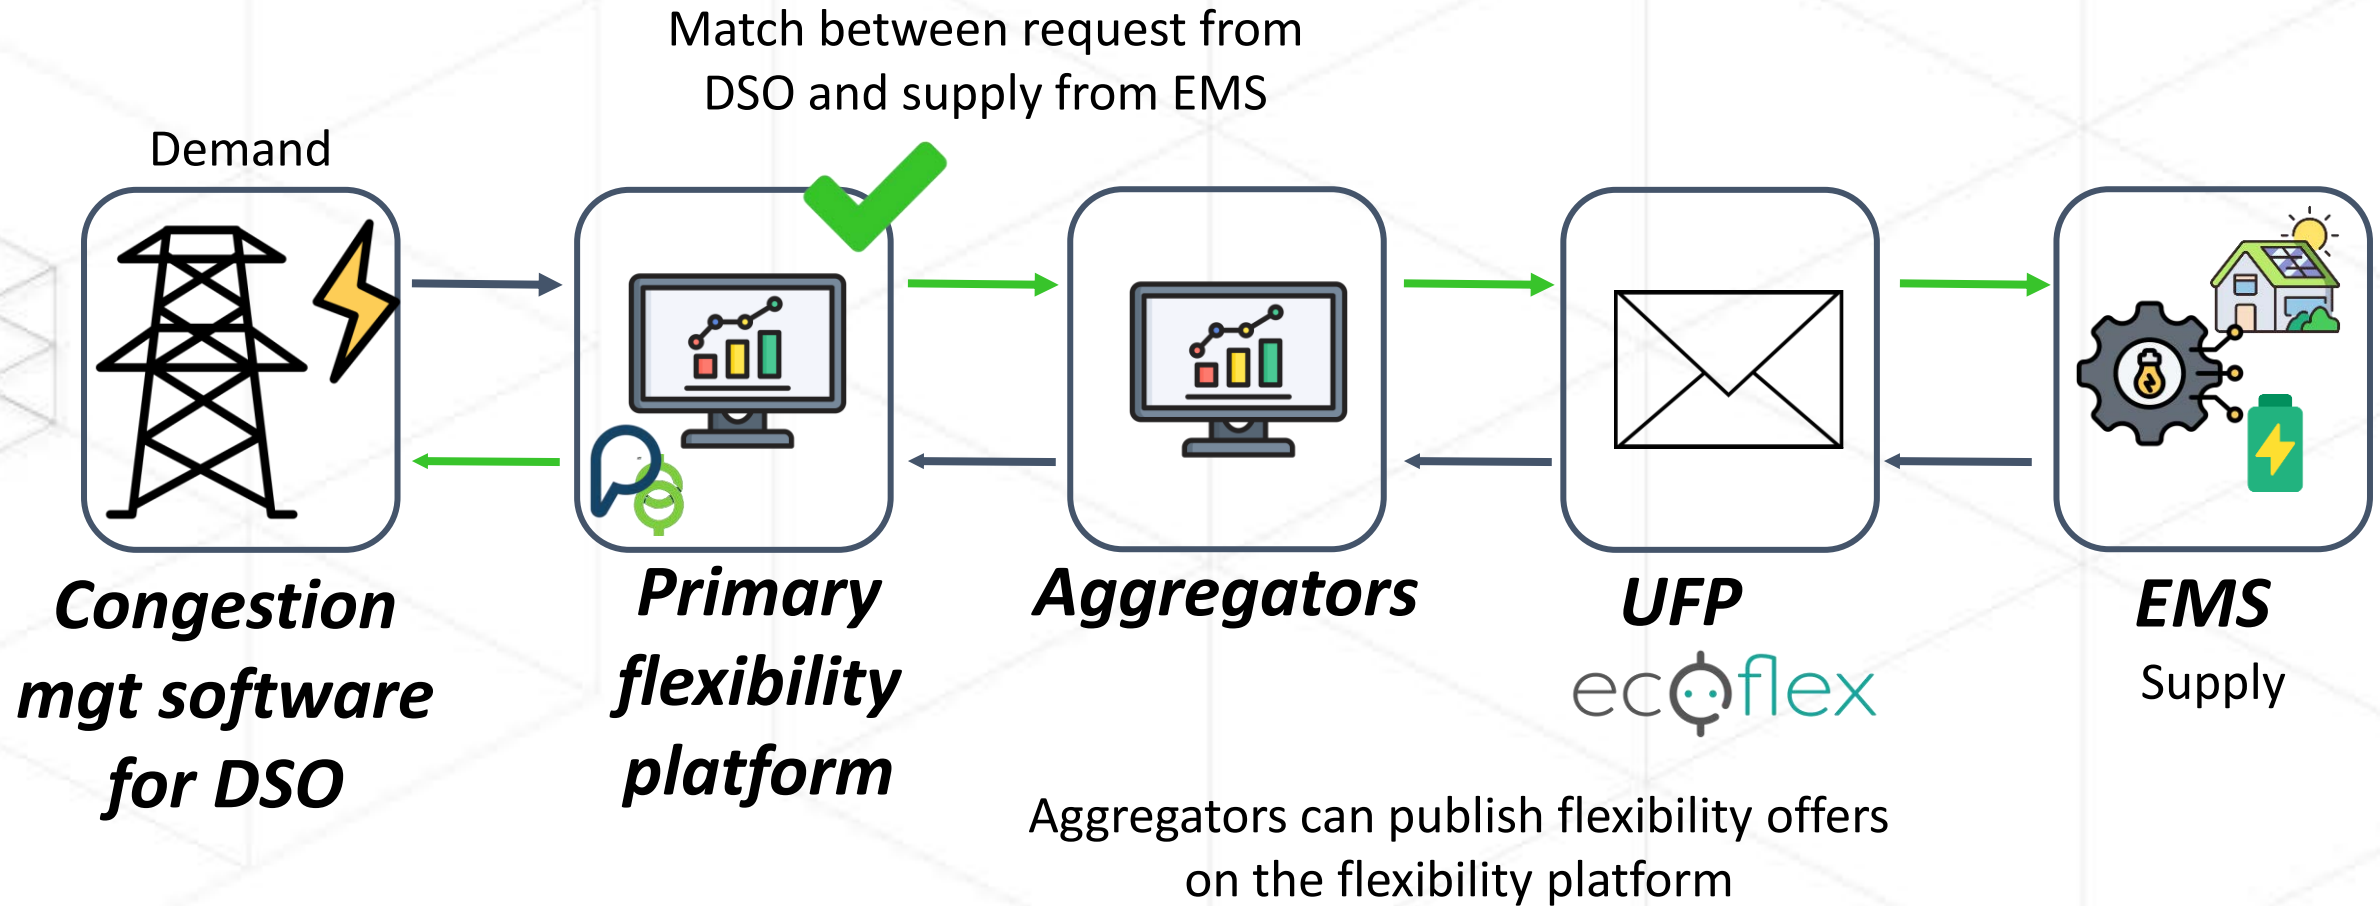 Match between request from
DSO and supply from EMS
Demand
Congestion
mgt software
for DSO
Primary
flexibility
platform
Aggregators
UFP
ecoflex
EMS
Supply
Aggregators can publish flexibility offers
on the flexibility platform